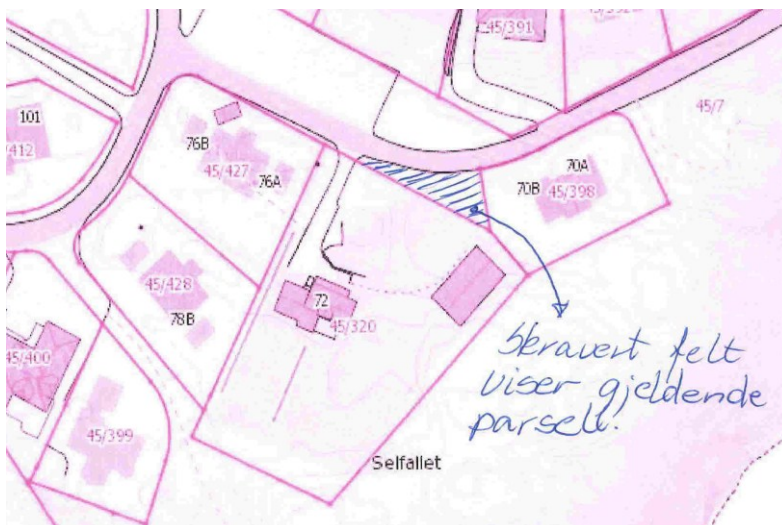 45/391
45/7
101
/412
76B
45/427
76A
70A
70B
45/398
45/428
78B
72
45/320
45/400
45/399
Skravert felt
viser gjeldende
parsell.
Selfallet